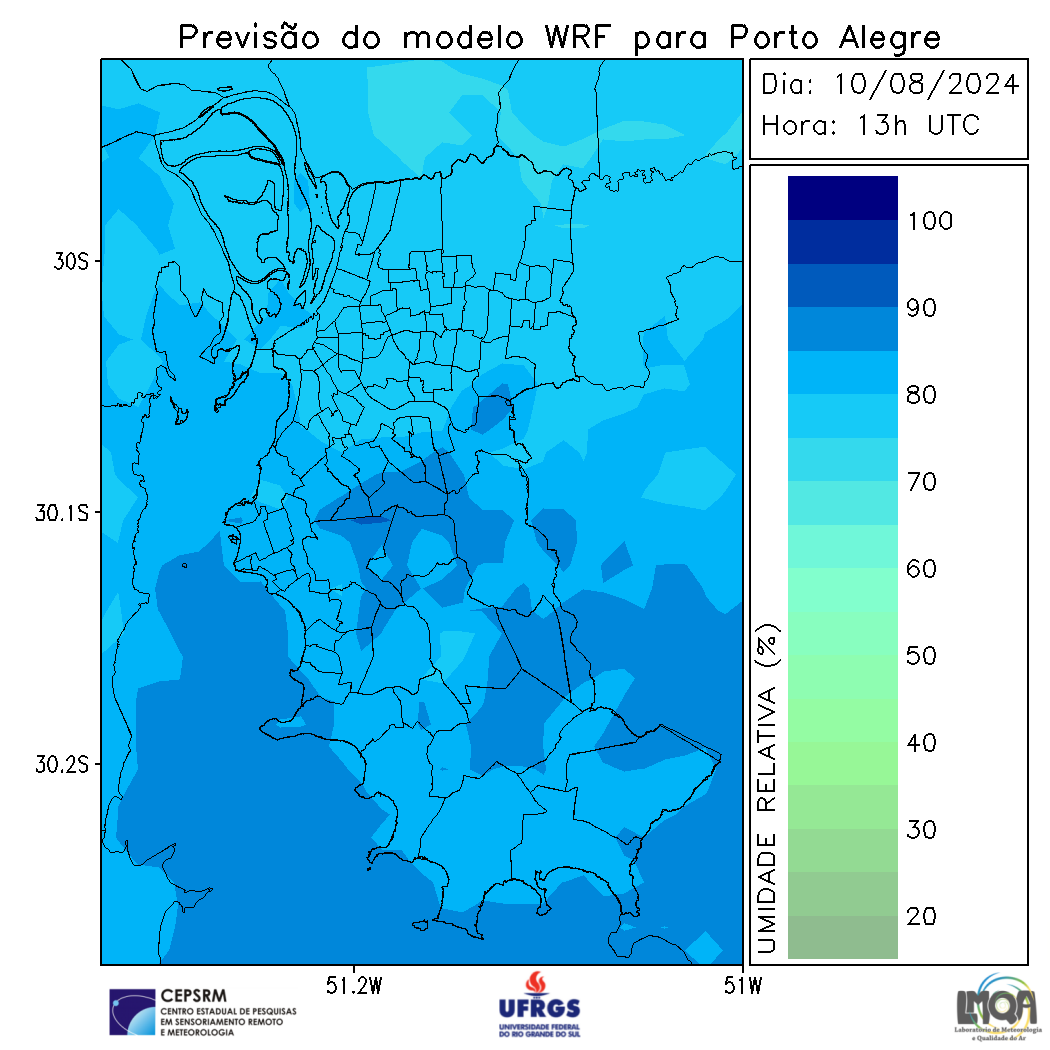 Previsão do modelo WRF para Porto Alegre
Dia: 10/08/2024
Hora: 13h UTC
30S
30.1S
30.2S
51.2W
51W
UMIDADE RELATIVA (%)
100
90
80
70
60
50
40
30
20
CEPSRM
CENTRO ESTADUAL DE PESQUISAS
EM SENSORIAMENTO REMOTO
E METEOROLOGIA
UFRGS
UNIVERSIDADE FEDERAL
DO RIO GRANDE DO SUL
LMQA
Laboratório de Meteorologia
e Qualidade do Ar